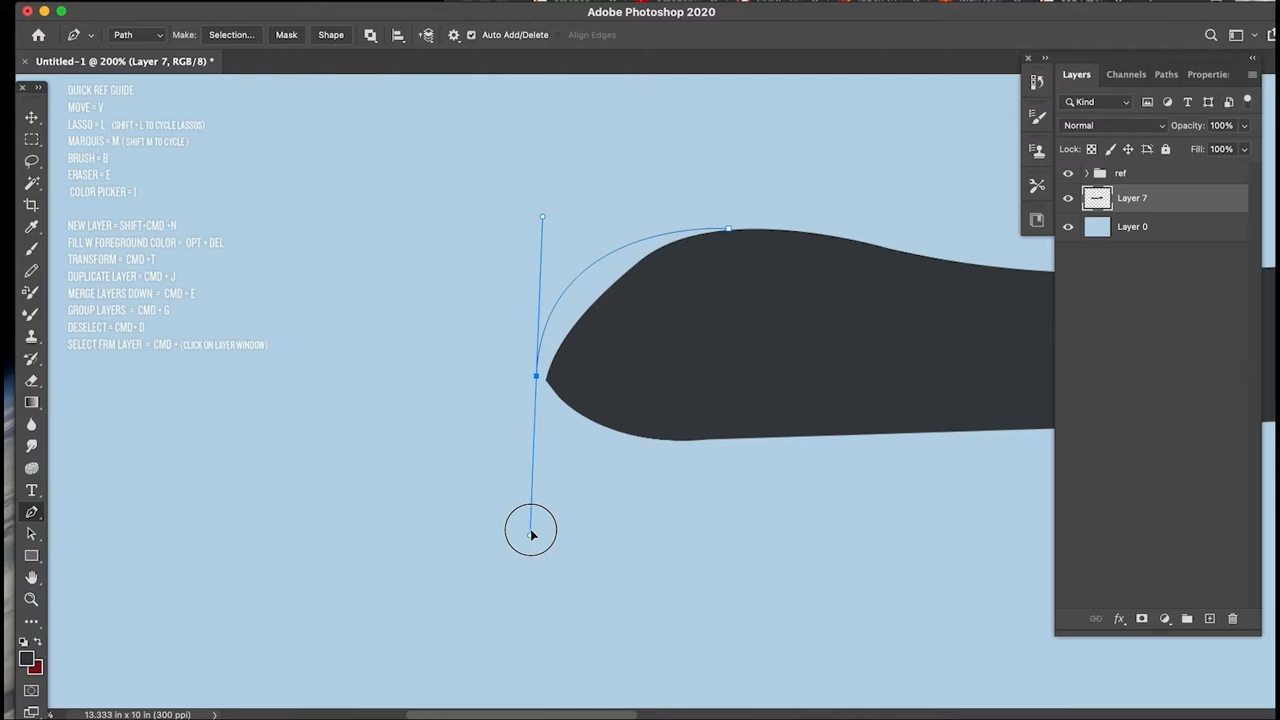 Adobe Photoshop 2020
Path
Make:
Selection...
Mask
Shape
Auto Add/Delete
Align Edges
Untitled-1 @ 200% (Layer 7, RGB/8) *
QUICK REF GUIDE
MOVE = V
LASSO = L (SHIFT + L TO CYCLE LASSOS)
MARQUIS = M ( SHIFT M TO CYCLE )
BRUSH = B
ERASER = E
COLOR PICKER = I
NEW LAYER = SHIFT+CMD +N
FILL W FOREGROUND COLOR = OPT + DEL
TRANSFORM = CMD +T
DUPLICATE LAYER = CMD + J
MERGE LAYERS DOWN = CMD + E
GROUP LAYERS = CMD + G
DESELECT = CMD+ D
SELECT FRM LAYER = CMD + (CLICK ON LAYER WINDOW)
Layers
Channels
Paths
Propertie:
Kind
Normal
Opacity: 100%
Lock:
Fill: 100%
ref
Layer 7
Layer 0
fx
%
13.333 in x 10 in (300 ppi)